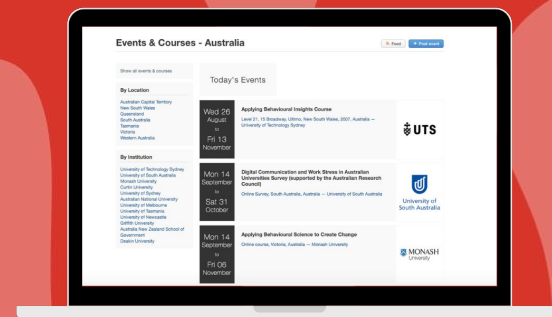 Events & Courses - Australia
Feed
+ Post event
Show all events & courses
By Location
Australian Capital Territory
New South Wales
Queensland
South Australia
Tasmania
Victoria
Western Australia
By Institution
University of Technology Sydney
University of South Australia
Monash University
Curtin University
University of Sydney
Australian National University
University of Melbourne
University of Tasmania
University of Newcastle
Griffith University
Australia New Zealand School of
Government
Deakin University
Today's Events
Wed 26
August
to
Fri 13
November
Applying Behavioural Insights Course
Level 21, 15 Broadway, Ultimo, New South Wales, 2007, Australia —
University of Technology Sydney
UTS
Mon 14
September
to
Sat 31
October
Digital Communication and Work Stress in Australian
Universities Survey (supported by the Australian Research
Council)
Online Survey, South Australia, Australia — University of South Australia
University of
South Australia
Mon 14
September
to
Fri 06
November
Applying Behavioural Science to Create Change
Online course, Victoria, Australia — Monash University
MONASH
University